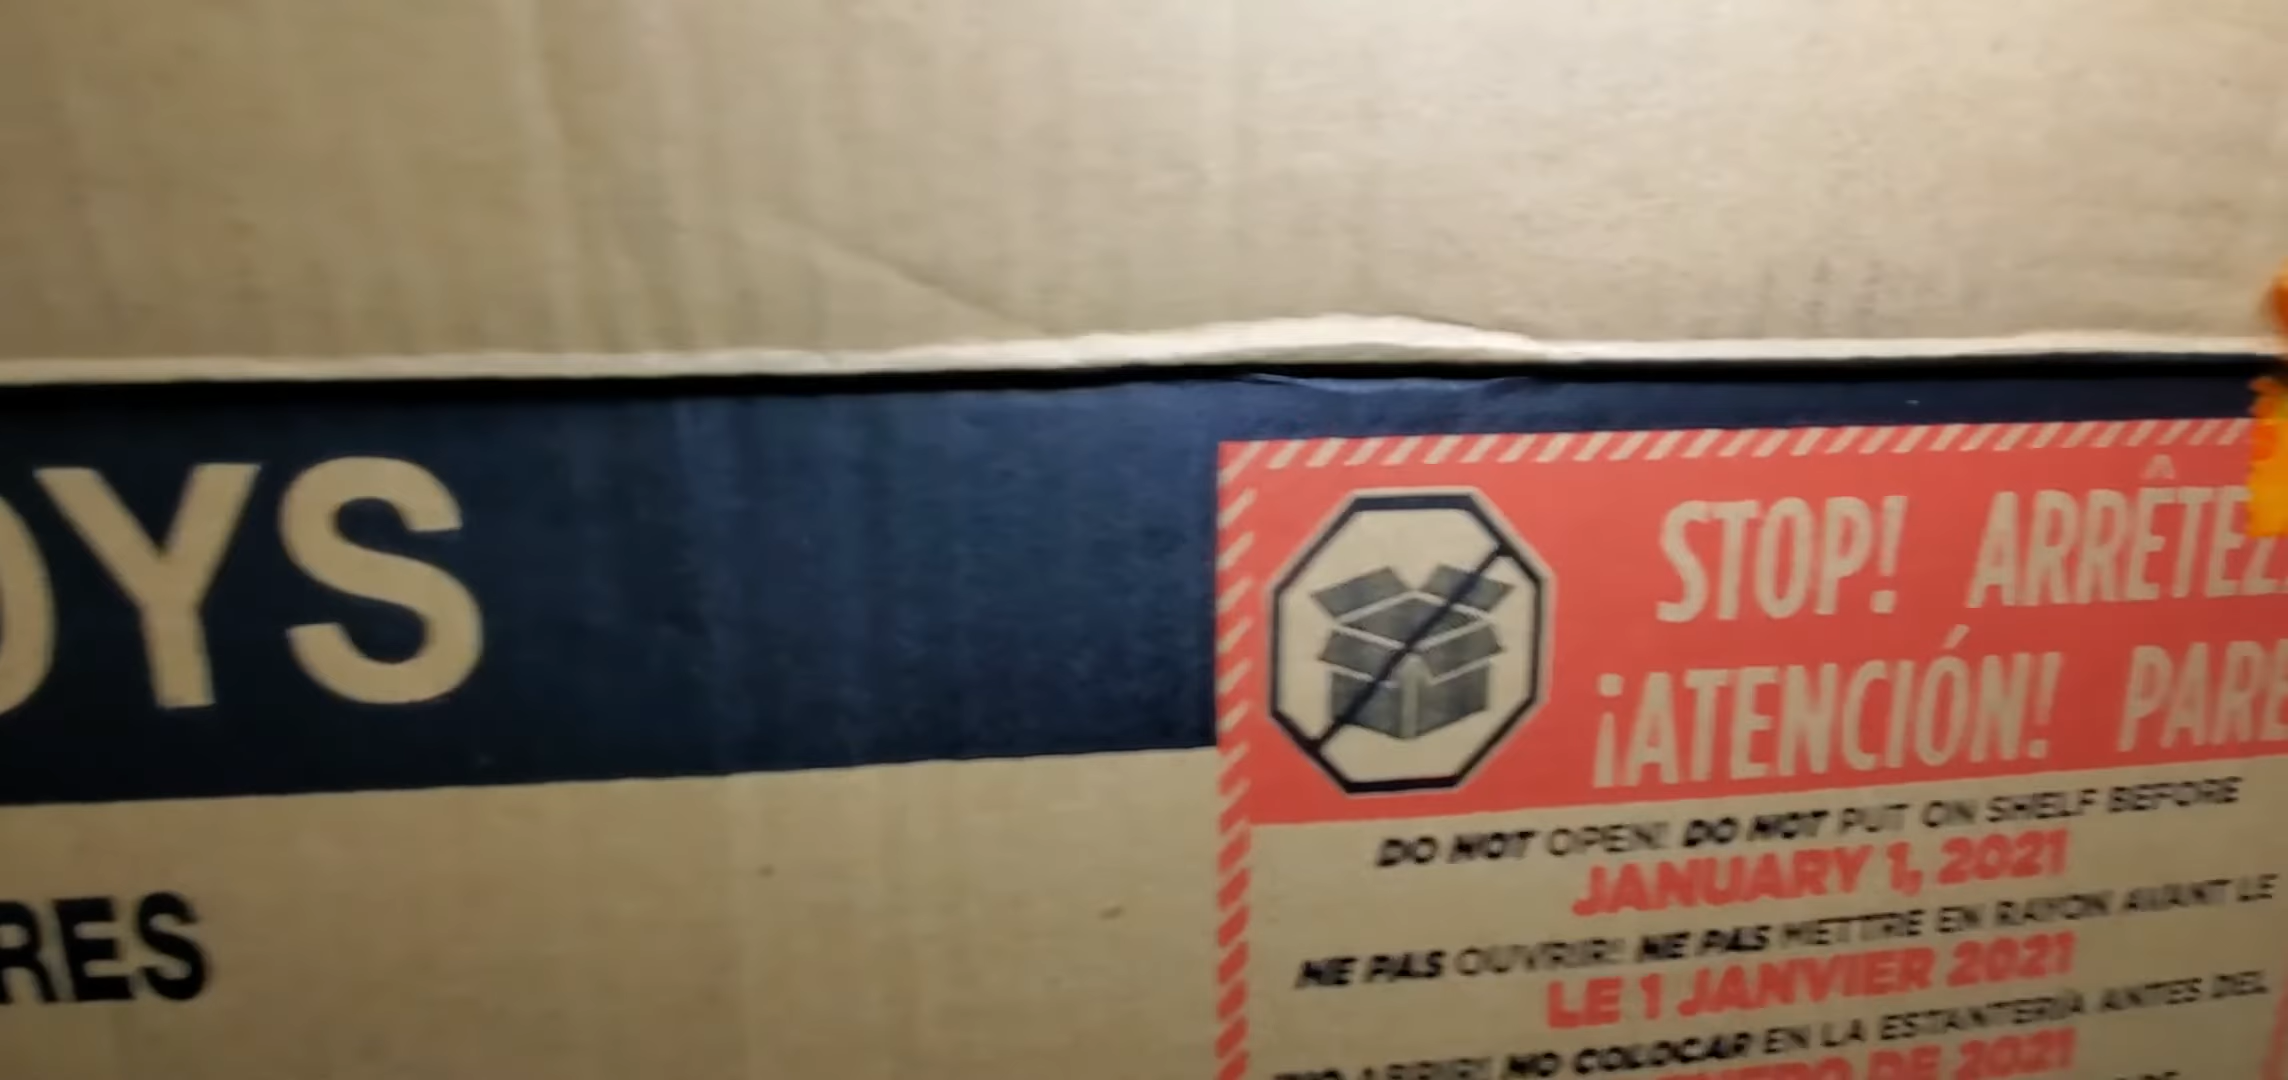 OYS
RES
STOP! ARRÊTEZ!
¡ATENCIÓN! PARE
DO NOT OPEN! DO NOT PUT ON SHELF BEFORE
JANUARY 1, 2021
NE PAS OUVRIR! NE PAS METTRE EN RAYON AVANT LE
LE 1 JANVIER 2021
NO COLOCAR EN LA ESTANTERÍA ANTES DEL
DE 2021